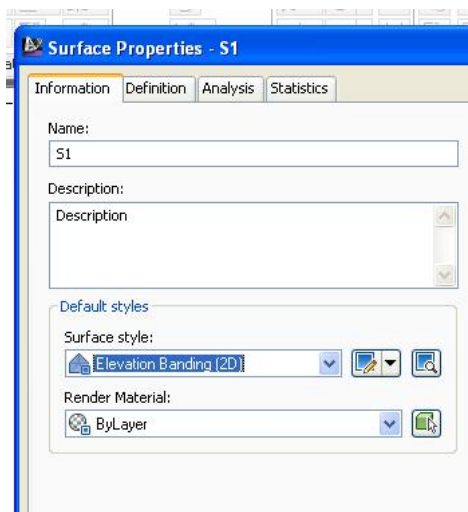 Surface Properties - S1
Information Definition Analysis Statistics
Name:
S1
Description:
Description
Default styles
Surface style:
Elevation Banding (2D)
Render Material:
ByLayer